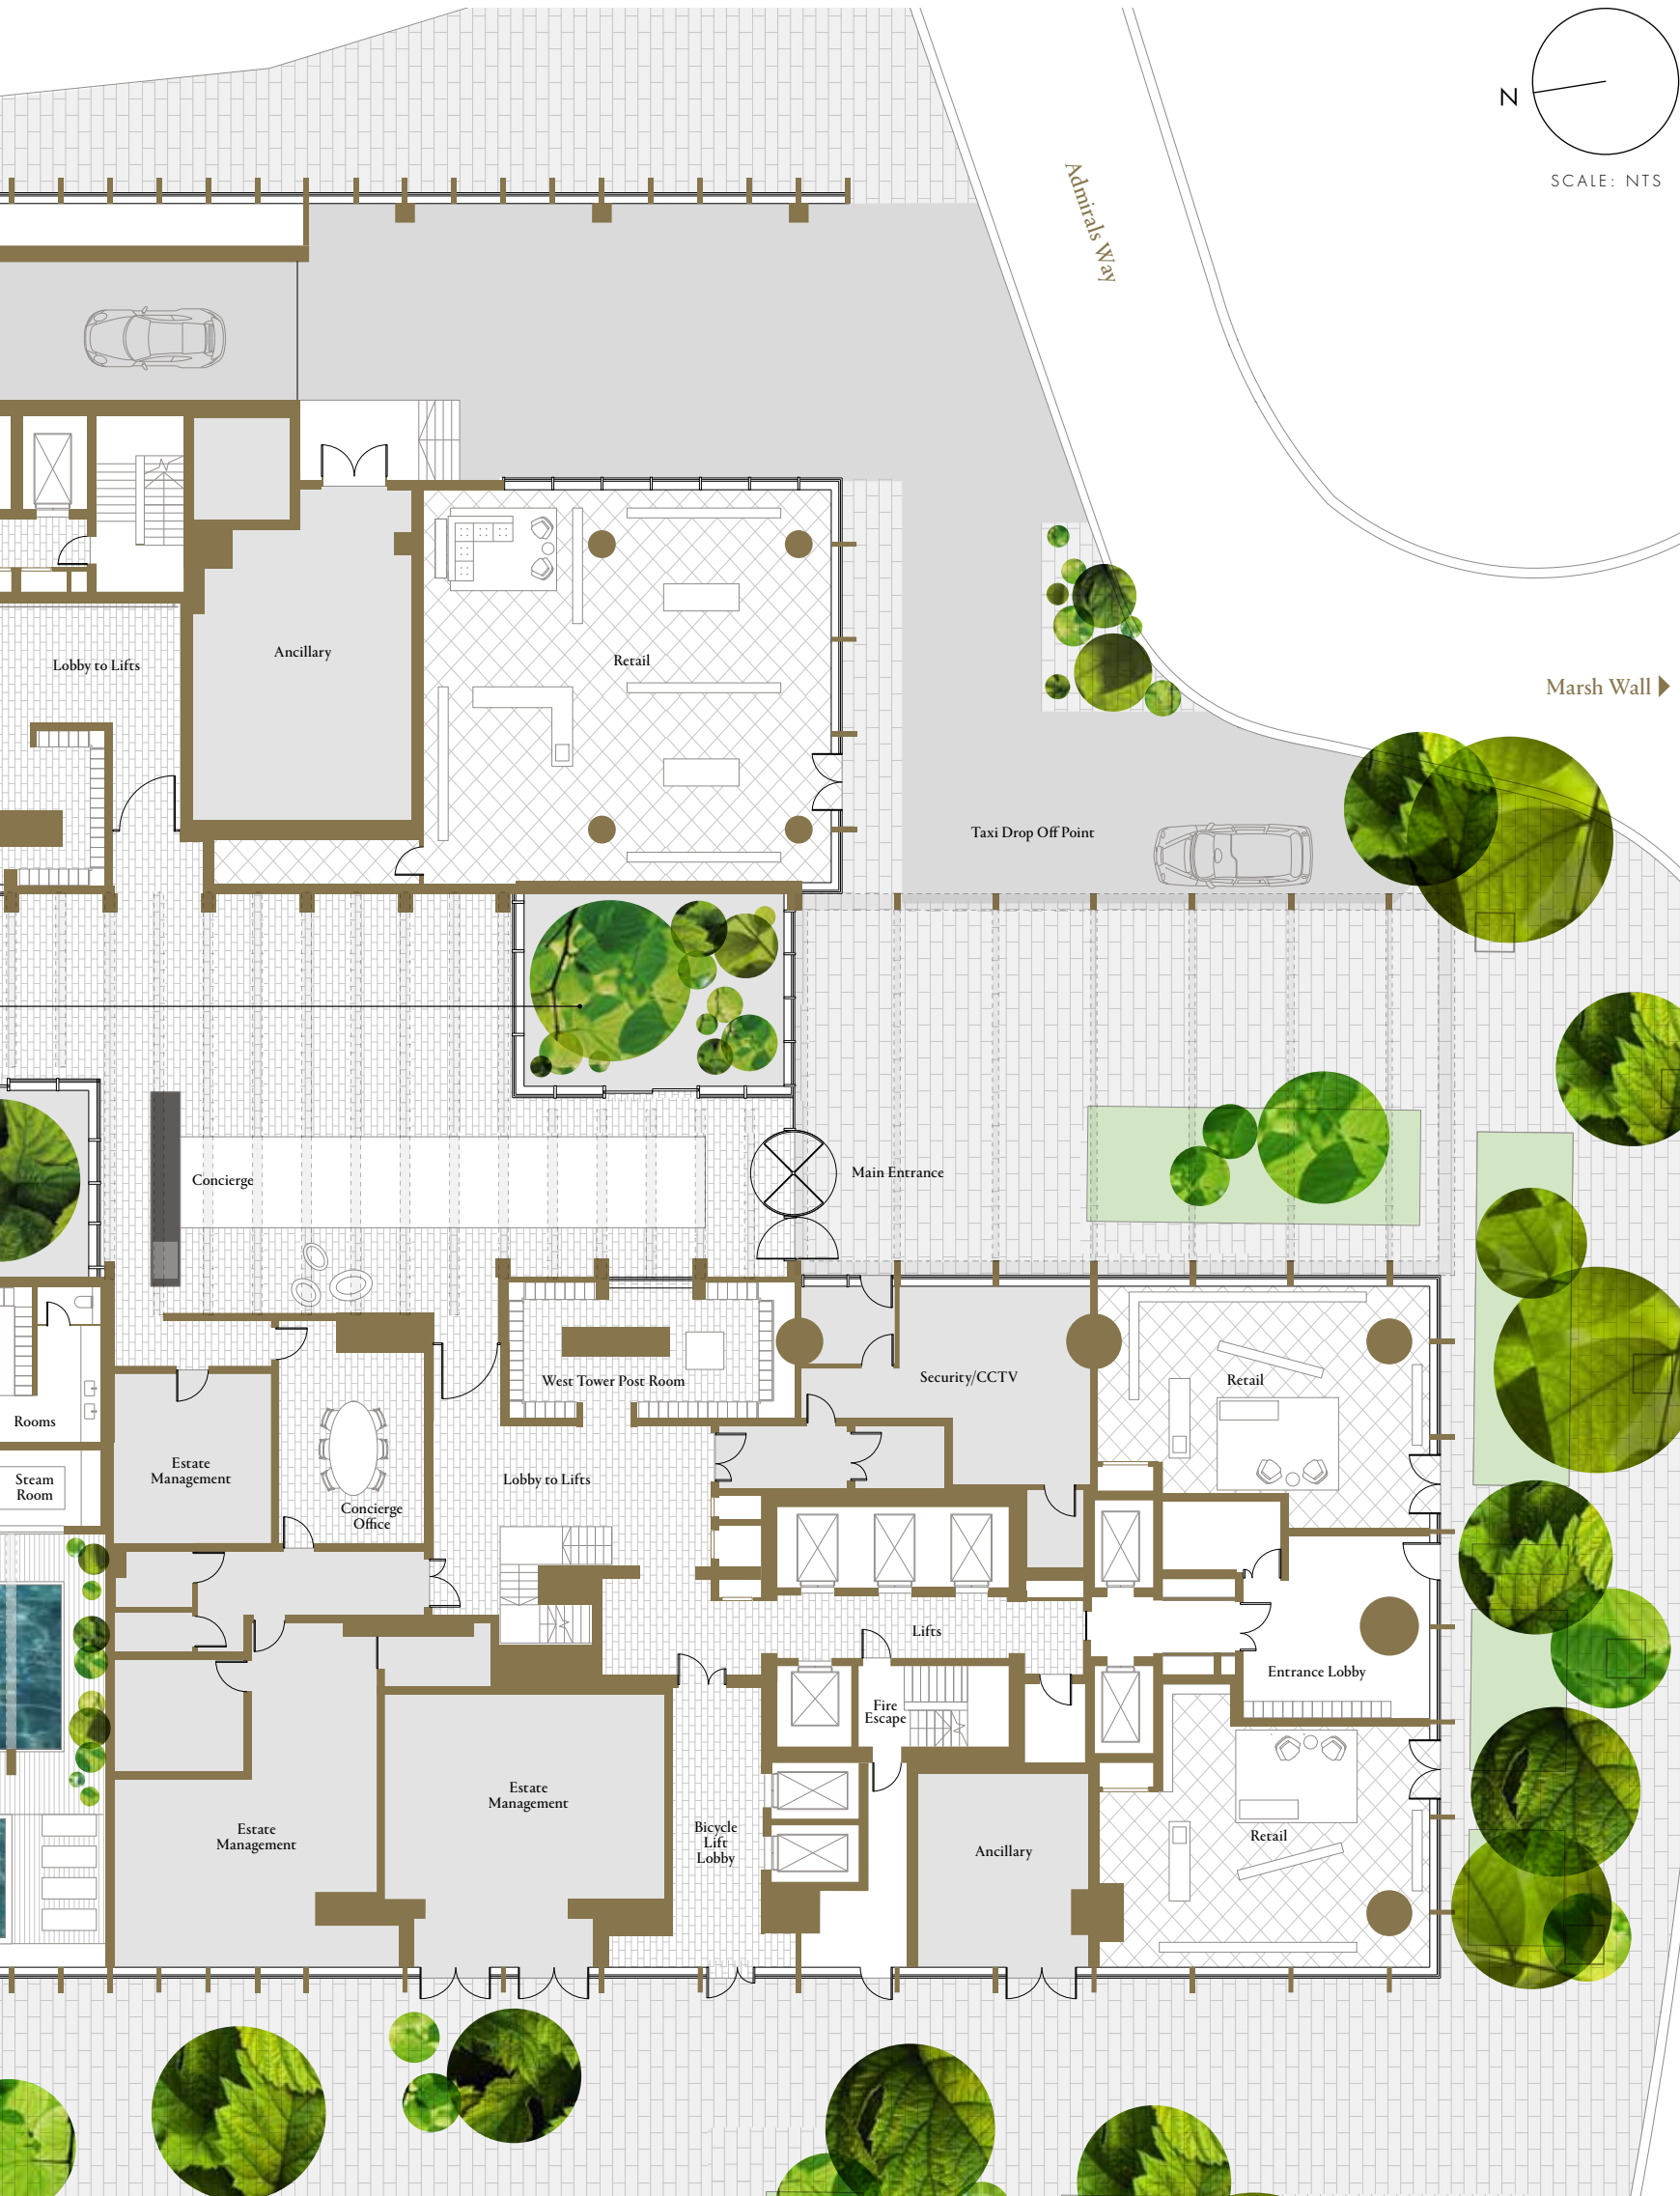 N
SCALE: NTS
Admirals Way
Marsh Wall
Ancillary
Retail
Lobby to Lifts
Taxi Drop Off Point
Concierge
Main Entrance
West Tower Post Room
Security/CCTV
Retail
Rooms
Estate
Management
Steam
Room
Concierge
Office
Lobby to Lifts
Lifts
Entrance Lobby
Fire
Escape
Estate
Management
Estate
Management
Bicycle
Lift
Lobby
Ancillary
Retail